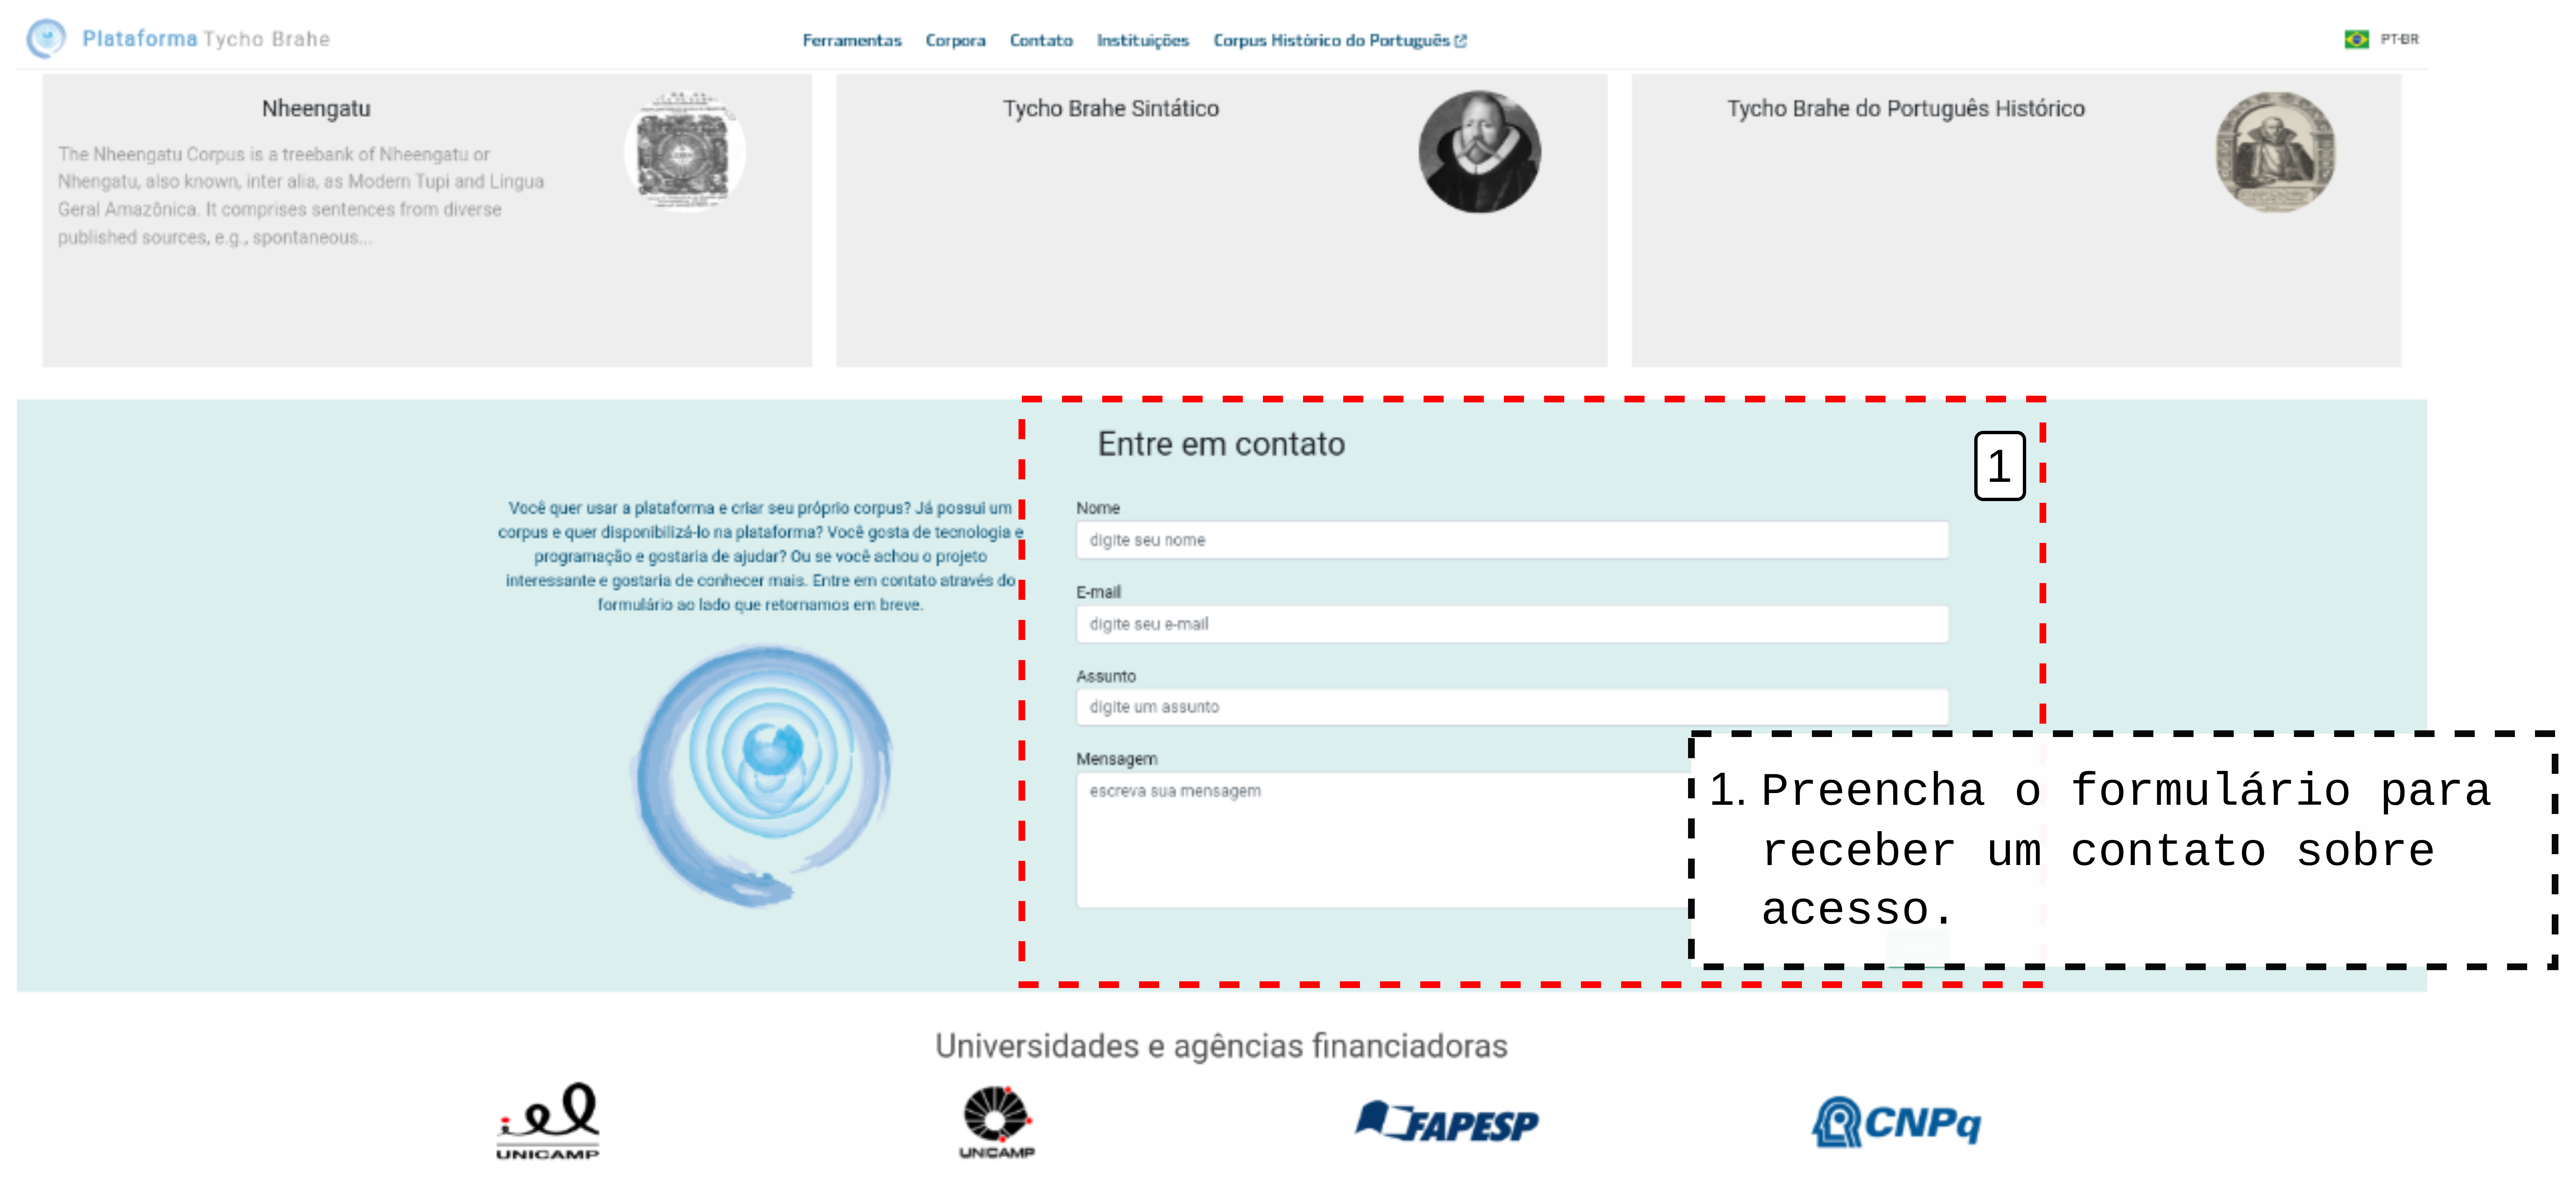 Plataforma Tycho Brahe
Ferramentas Corpora Contato Instituições Corpus Histórico do Português
PT-BR
Nheengatu
The Nheengatu Corpus is a treebank of Nheengatu or
Nhengatu, also known, inter alia, as Modern Tupi and Língua
Geral Amazônica. It comprises sentences from diverse
published sources, e.g., spontaneous...
Tycho Brahe Sintático
Tycho Brahe do Português Histórico
Você quer usar a plataforma e criar seu próprio corpus? Já possui um
corpus e quer disponibilizá-lo na plataforma? Você gosta de tecnologia e
programação e gostaria de ajudar? Ou se você achou o projeto
interessante e gostaria de conhecer mais. Entre em contato através do
formulário ao lado que retornamos em breve.
Entre em contato
1
Nome
digite seu nome
E-mail
digite seu e-mail
Assunto
digite um assunto
Mensagem
escreva sua mensagem
1. Preencha o formulário para
receber um contato sobre
acesso.
Universidades e agências financiadoras
iel
UNICAMP
UNICAMP
FAPESP
CNPq